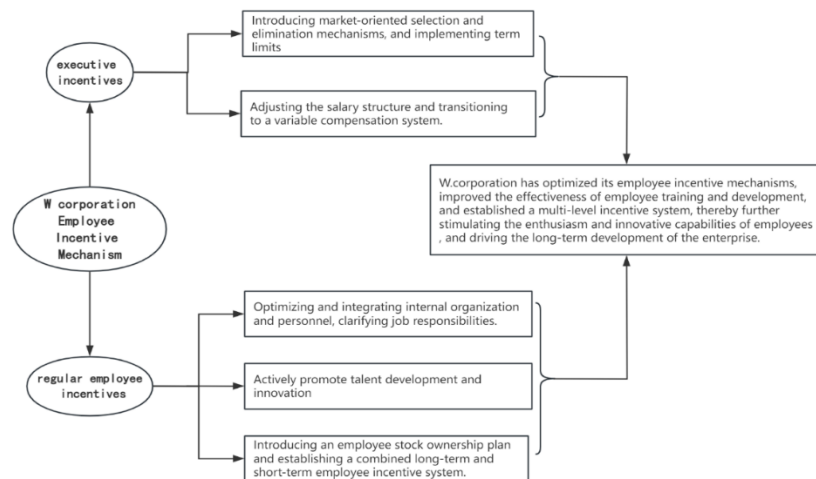 Introducing market-oriented selection and
elimination mechanisms, and implementing term
limits
executive
incentives
Adjusting the salary structure and transitioning
to a variable compensation system.
W corporation
Employee
Incentive
Mechanism
W.corporation has optimized its employee incentive mechanisms,
improved the effectiveness of employee training and development,
and established a multi-level incentive system, thereby further
stimulating the enthusiasm and innovative capabilities of employees
, and driving the long-term development of the enterprise.
Optimizing and integrating internal organization
and personnel, clarifying job responsibilities.
regular employee
incentives
Actively promote talent development and
innovation
Introducing an employee stock ownership plan
and establishing a combined long-term and
short-term employee incentive system.